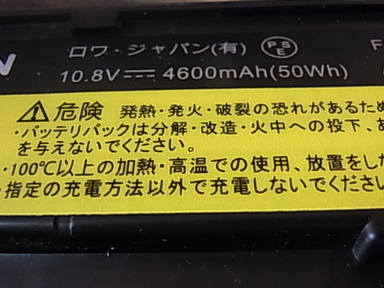 N ロワ・ジャパン(有) PSE F
10.8V⎓ 4600mAh(50Wh)
⚠危険 発熱・発火・破裂の恐れがあるため
・バッテリパックは分解・改造・火中への投下、
を与えないでください。
・100℃以上の加熱・高温での使用、放置をし
・指定の充電方法以外で充電しないでください